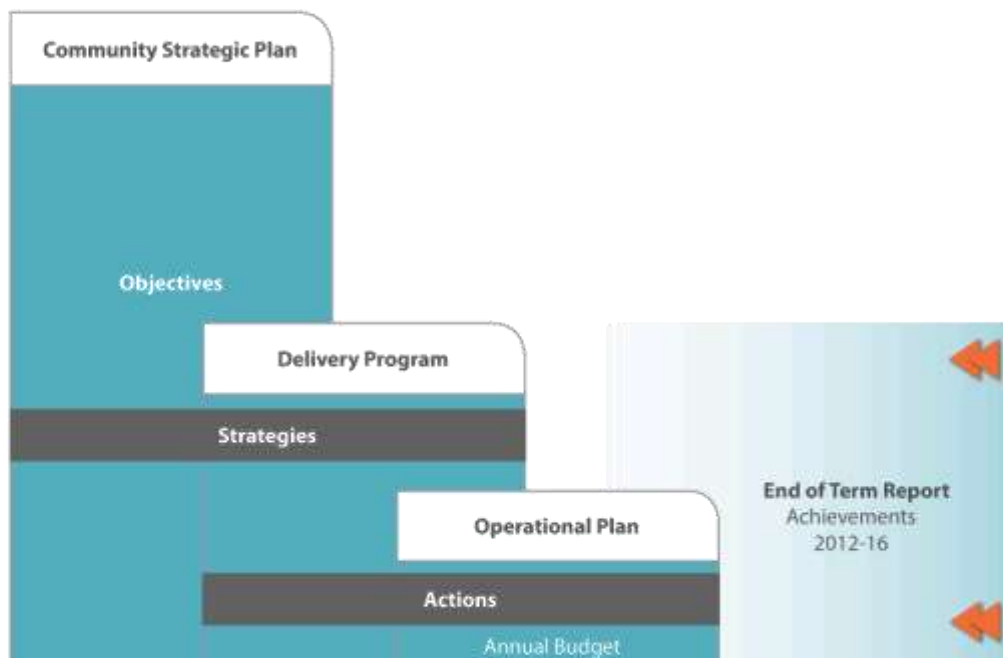 Community Strategic Plan
Objectives
Delivery Program
Strategies
Operational Plan
Actions
Annual Budget
End of Term Report
Achievements
2012-16